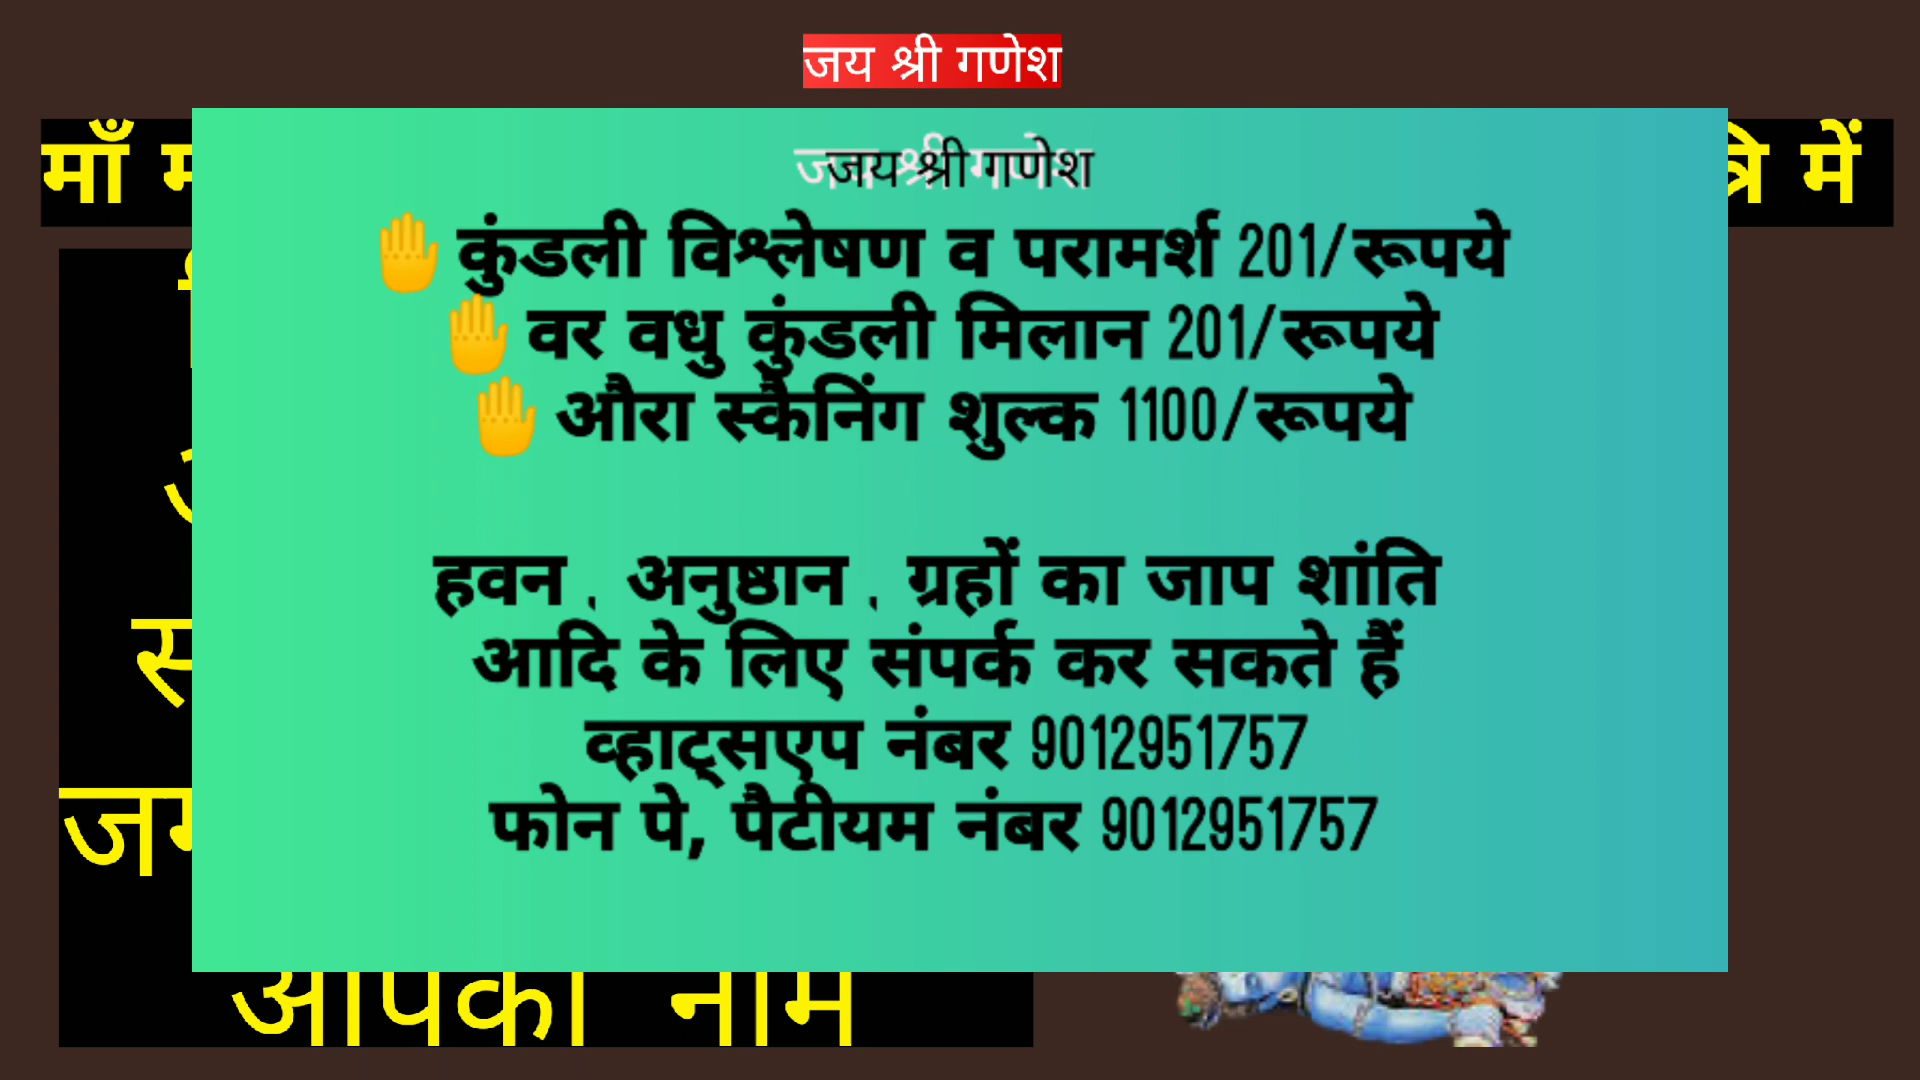 जय श्री गणेश
माँ
में
जय श्री गणेश
✋ कुंडली विश्लेषण व परामर्श 201/रूपये
✋ वर वधु कुंडली मिलान 201/रूपये
✋ औरा स्कैनिंग शुल्क 1100/रूपये
हवन , अनुष्ठान , ग्रहों का जाप शांति
आदि के लिए संपर्क कर सकते हैं
व्हाट्सएप नंबर 9012951757
फोन पे, पैटीयम नंबर 9012951757
नाम